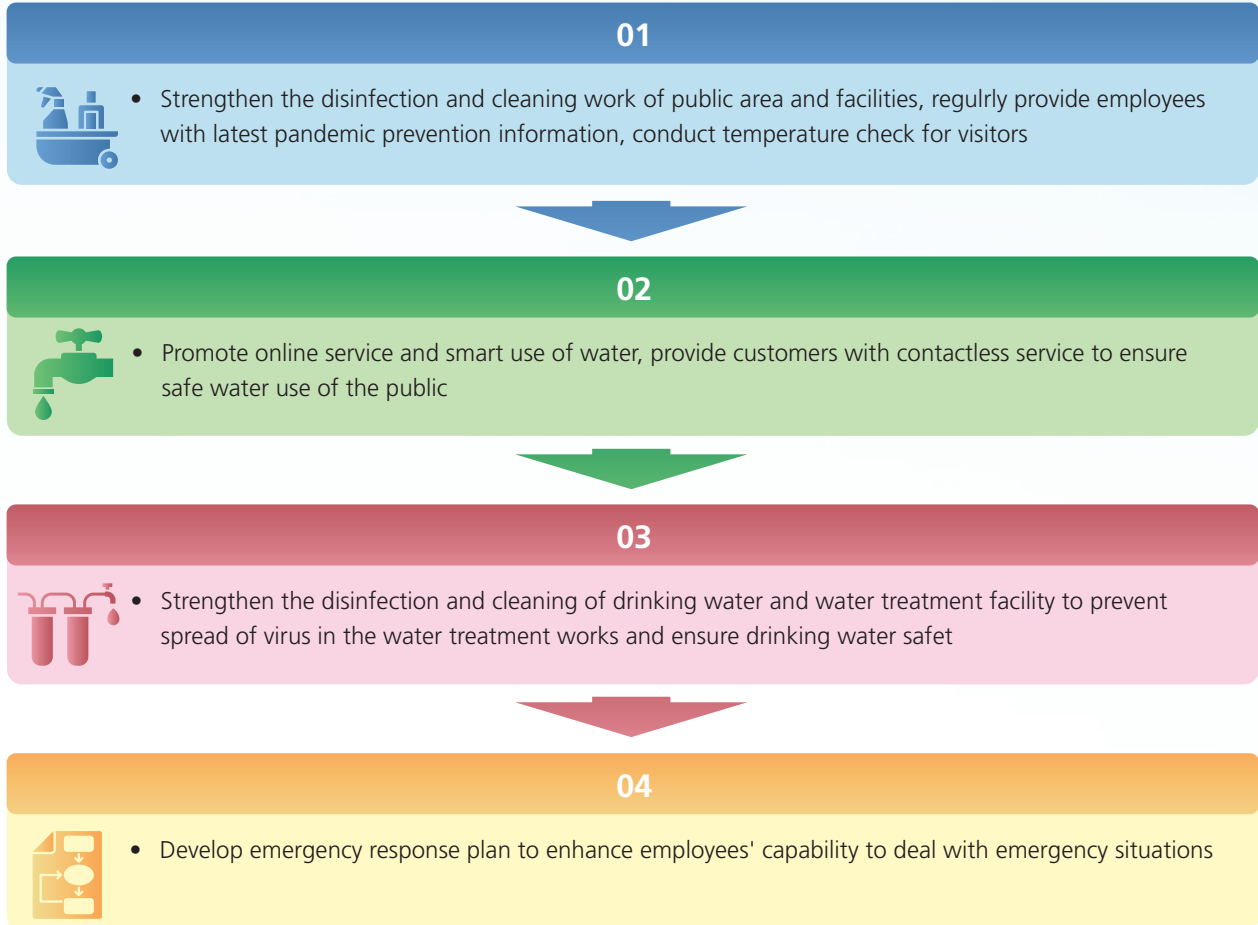 01
• Strengthen the disinfection and cleaning work of public area and facilities, regulrly provide employees
with latest pandemic prevention information, conduct temperature check for visitors
02
• Promote online service and smart use of water, provide customers with contactless service to ensure
safe water use of the public
03
• Strengthen the disinfection and cleaning of drinking water and water treatment facility to prevent
spread of virus in the water treatment works and ensure drinking water safet
04
• Develop emergency response plan to enhance employees' capability to deal with emergency situations